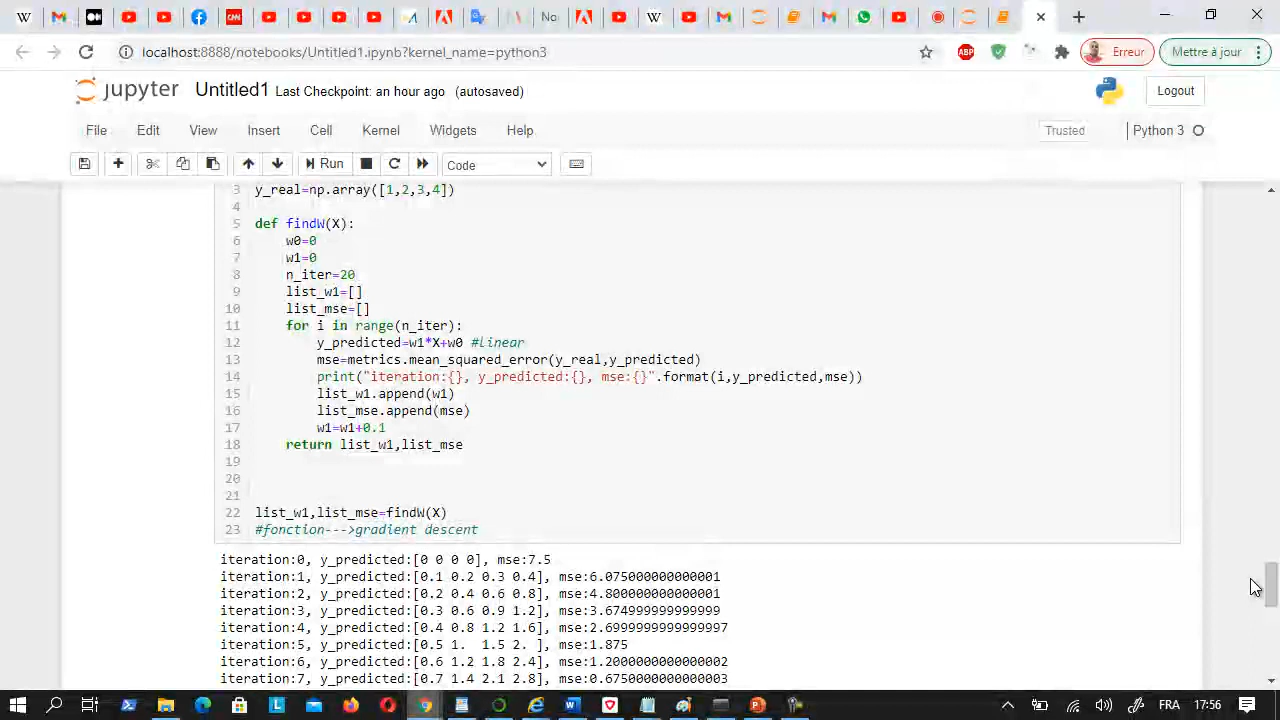 No
localhost:8888/notebooks/Untitled1.ipynb?kernel_name=python3
ABP
Erreur
Mettre à jour
jupyter Untitled1 Last Checkpoint: an hour ago (autosaved)
Logout
File Edit View Insert Cell Kernel Widgets Help
Trusted
Python 3
Run
Code
3 y_real=np.array([1,2,3,4])
4
5 def findW(X):
6 w0=0
7 w1=0
8 n_iter=20
9 list_w1=[]
10 list_mse=[]
11 for i in range(n_iter):
12 y_predicted=w1*X+w0 #linear
13 mse=metrics.mean_squared_error(y_real,y_predicted)
14 print("iteration:{}, y_predicted:{}, mse:{}".format(i,y_predicted,mse))
15 list_w1.append(w1)
16 list_mse.append(mse)
17 w1=w1+0.1
18 return list_w1,list_mse
19
20
21
22 list_w1,list_mse=findW(X)
23 #fonction--->gradient descent
iteration:0, y_predicted:[0 0 0 0], mse:7.5
iteration:1, y_predicted:[0.1 0.2 0.3 0.4], mse:6.075000000000001
iteration:2, y_predicted:[0.2 0.4 0.6 0.8], mse:4.800000000000001
iteration:3, y_predicted:[0.3 0.6 0.9 1.2], mse:3.674999999999999
iteration:4, y_predicted:[0.4 0.8 1.2 1.6], mse:2.6999999999999997
iteration:5, y_predicted:[0.5 1.  1.5 2. ], mse:1.875
iteration:6, y_predicted:[0.6 1.2 1.8 2.4], mse:1.2000000000000002
iteration:7, y_predicted:[0.7 1.4 2.1 2.8], mse:0.6750000000000003
FRA
17:56